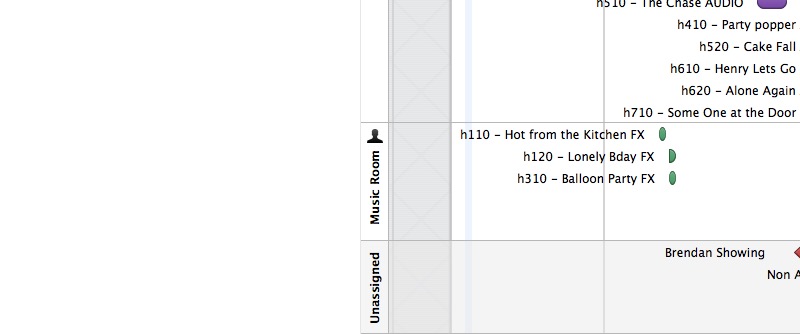 h510 – The Chase AUDIO
h410 – Party popper
h520 – Cake Fall
h610 – Henry Lets Go
h620 – Alone Again
h710 – Some One at the Door
Music Room
h110 – Hot from the Kitchen FX
h120 – Lonely Bday FX
h310 – Balloon Party FX
Unassigned
Brendan Showing
Non A